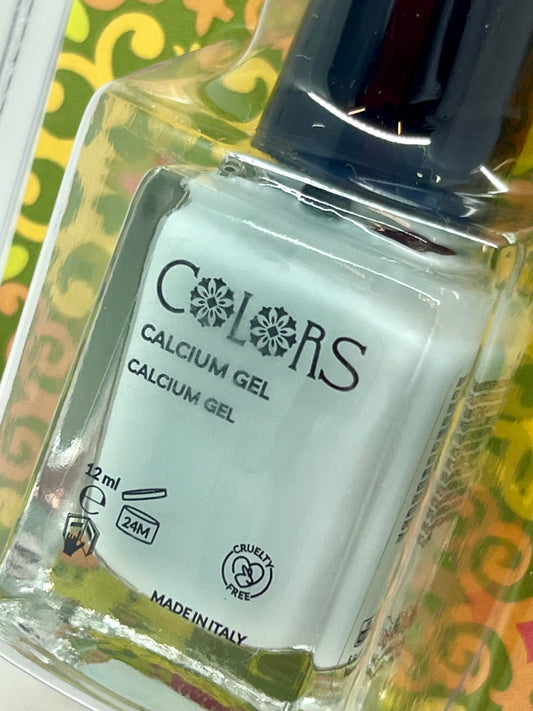 COLORS
CALCIUM GEL
CALCIUM GEL
12 ml
e
24M
CRUELTY
FREE
MADE IN ITALY